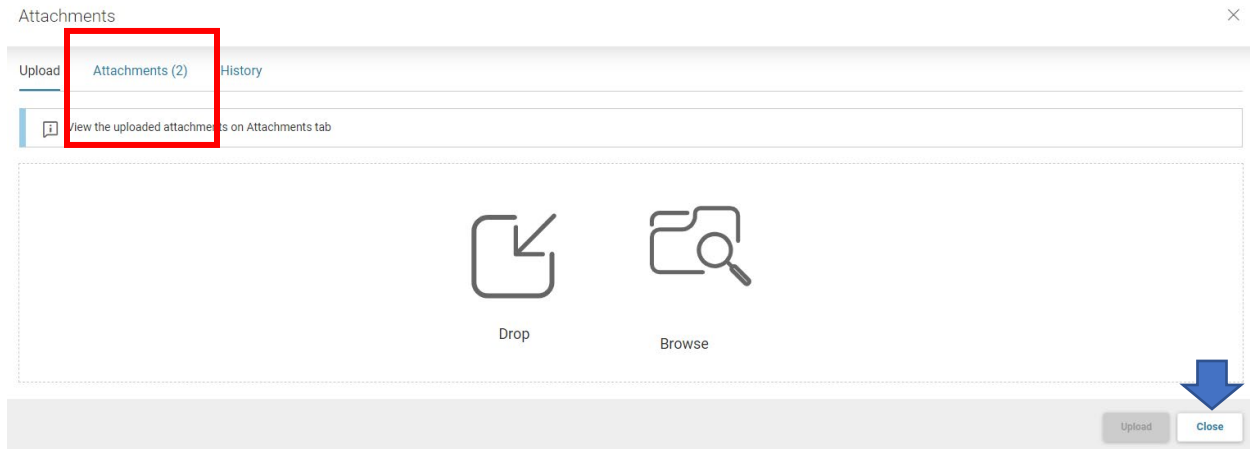 Attachments
Upload Attachments (2) History
View the uploaded attachments on Attachments tab
Drop
Browse
Upload Close